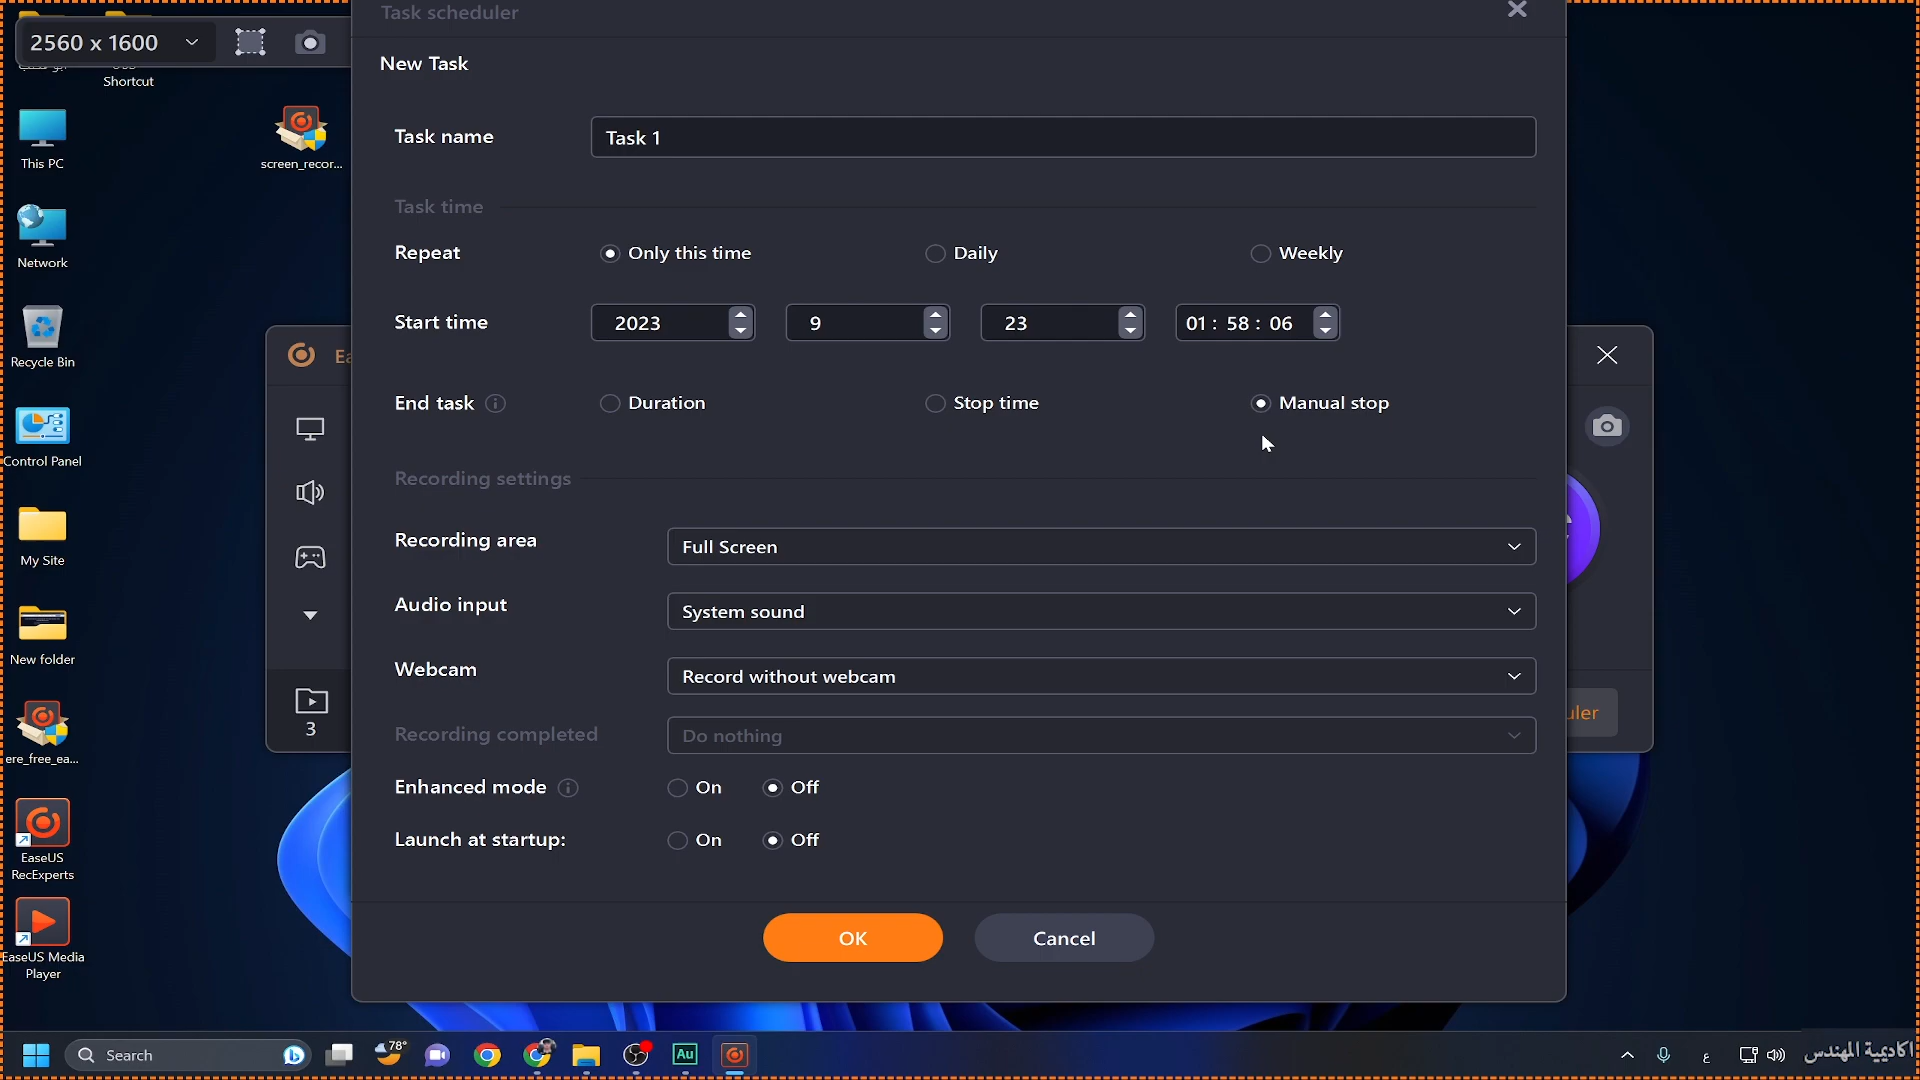 2560 x 1600
Task scheduler
Shortcut
New Task
Task name
Task 1
This PC
screen_recor...
Task time
Repeat
Only this time
Daily
Weekly
Network
Start time
2023
9
23
01 : 58 : 06
Recycle Bin
Ea
End task
Duration
Stop time
Manual stop
Control Panel
Recording settings
Recording area
Full Screen
My Site
Audio input
System sound
New folder
Webcam
Record without webcam
3
uler
Recording completed
Do nothing
ere_free_ea...
Enhanced mode
On
Off
Launch at startup:
On
Off
EaseUS
RecExperts
OK
Cancel
EaseUS Media
Player
Search
78°
Au
ع
اكاديمية المهندس